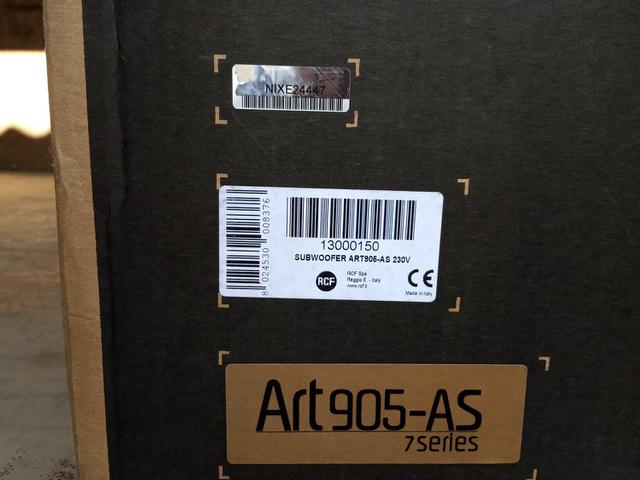 NIXE24447
13000150
SUBWOOFER ART905-AS 230V
8 024530 008376
RCF
RCF Spa
Reggio E. - Italy
www.rcf.it
CE
Made in Italy
Art905-AS
7series